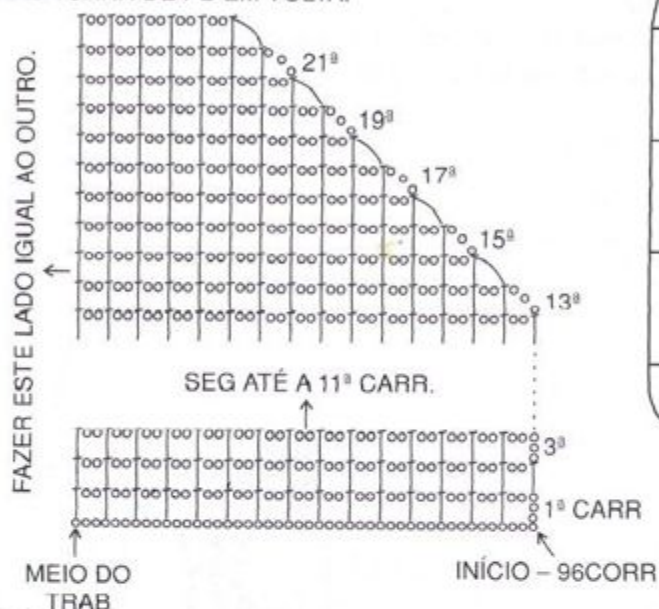 FAZER ESTE LADO IGUAL AO OUTRO.
21ª
19ª
17ª
15ª
13ª
SEG ATÉ A 11ª CARR.
3ª
1ª CARR
MEIO DO
TRAB
INÍCIO – 96CORR